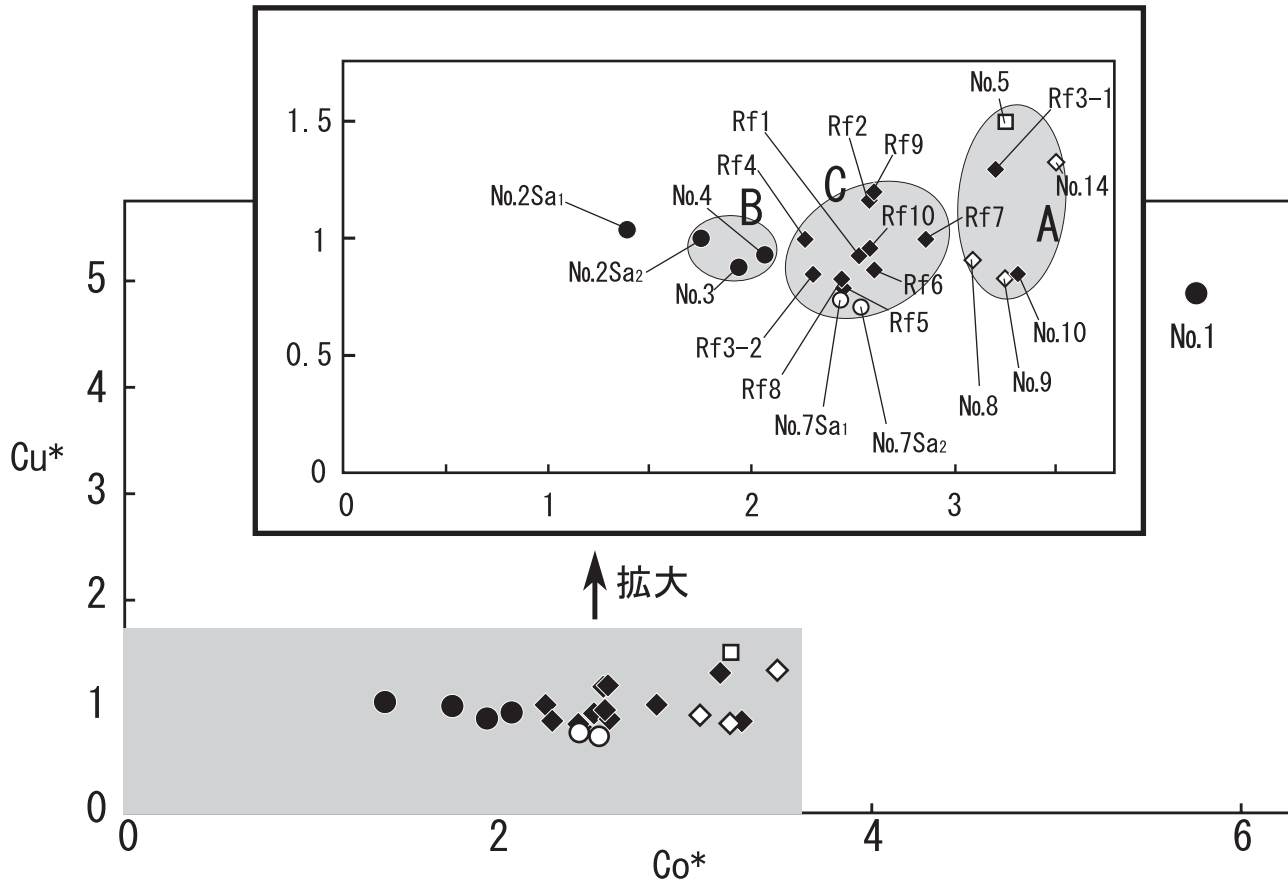 No.5
Rf3-1
1.5
Rf1
Rf2
Rf9
Rf4
C
No.14
No.2Sa1
No.4
B
Rf10
Rf7
A
1
No.2Sa2
No.3
Rf6
5
0.5
Rf3-2
Rf5
No.10
No.1
Rf8
No.9
No.8
No.7Sa1
No.7Sa2
4
0
0
1
2
3
Cu*
3
拡大
2
1
0
0
2
4
6
Co*